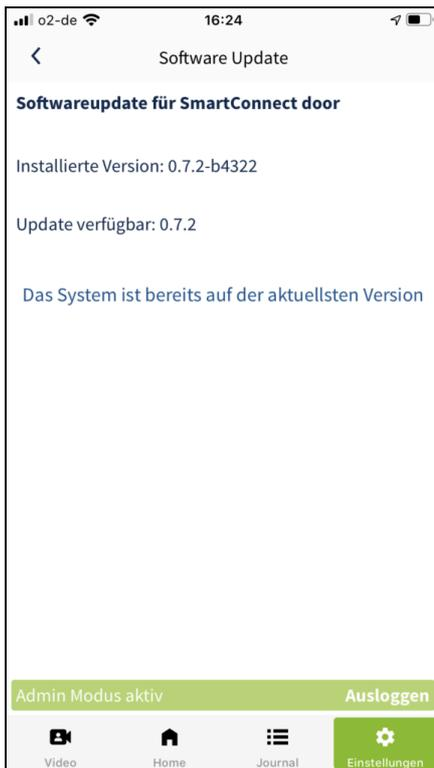 o2-de 16:24
Software Update
Softwareupdate für SmartConnect door
Installierte Version: 0.7.2-b4322
Update verfügbar: 0.7.2
Das System ist bereits auf der aktuellsten Version
Admin Modus aktiv Ausloggen
Video Home Journal Einstellungen